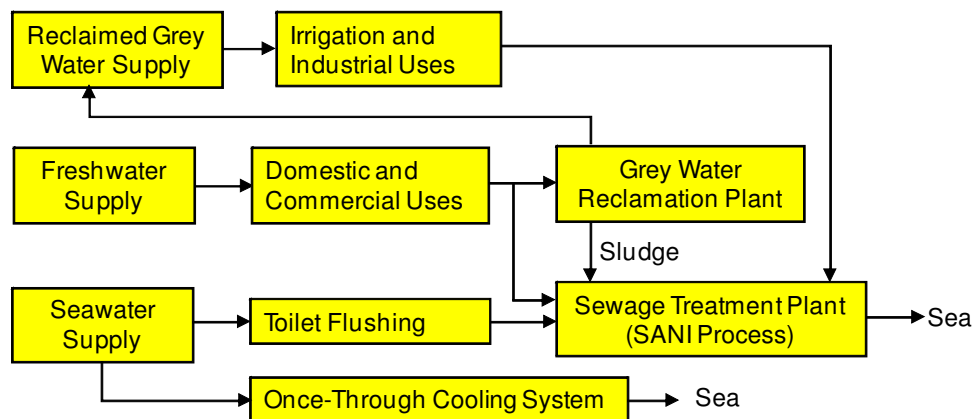 Reclaimed Grey
Water Supply
Irrigation and
Industrial Uses
Freshwater
Supply
Domestic and
Commercial Uses
Grey Water
Reclamation Plant
Sludge
Seawater
Supply
Toilet Flushing
Sewage Treatment Plant
(SANI Process)
Sea
Once-Through Cooling System
Sea